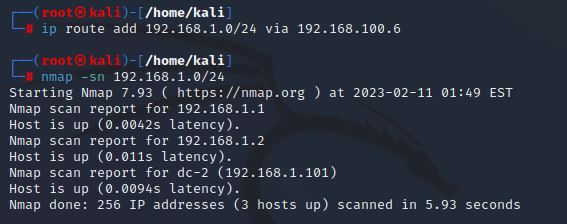 ┌──(root㉿kali)-[/home/kali]
└─# ip route add 192.168.1.0/24 via 192.168.100.6
┌──(root㉿kali)-[/home/kali]
└─# nmap -sn 192.168.1.0/24
Starting Nmap 7.93 ( https://nmap.org ) at 2023-02-11 01:49 EST
Nmap scan report for 192.168.1.1
Host is up (0.0042s latency).
Nmap scan report for 192.168.1.2
Host is up (0.011s latency).
Nmap scan report for dc-2 (192.168.1.101)
Host is up (0.0094s latency).
Nmap done: 256 IP addresses (3 hosts up) scanned in 5.93 seconds